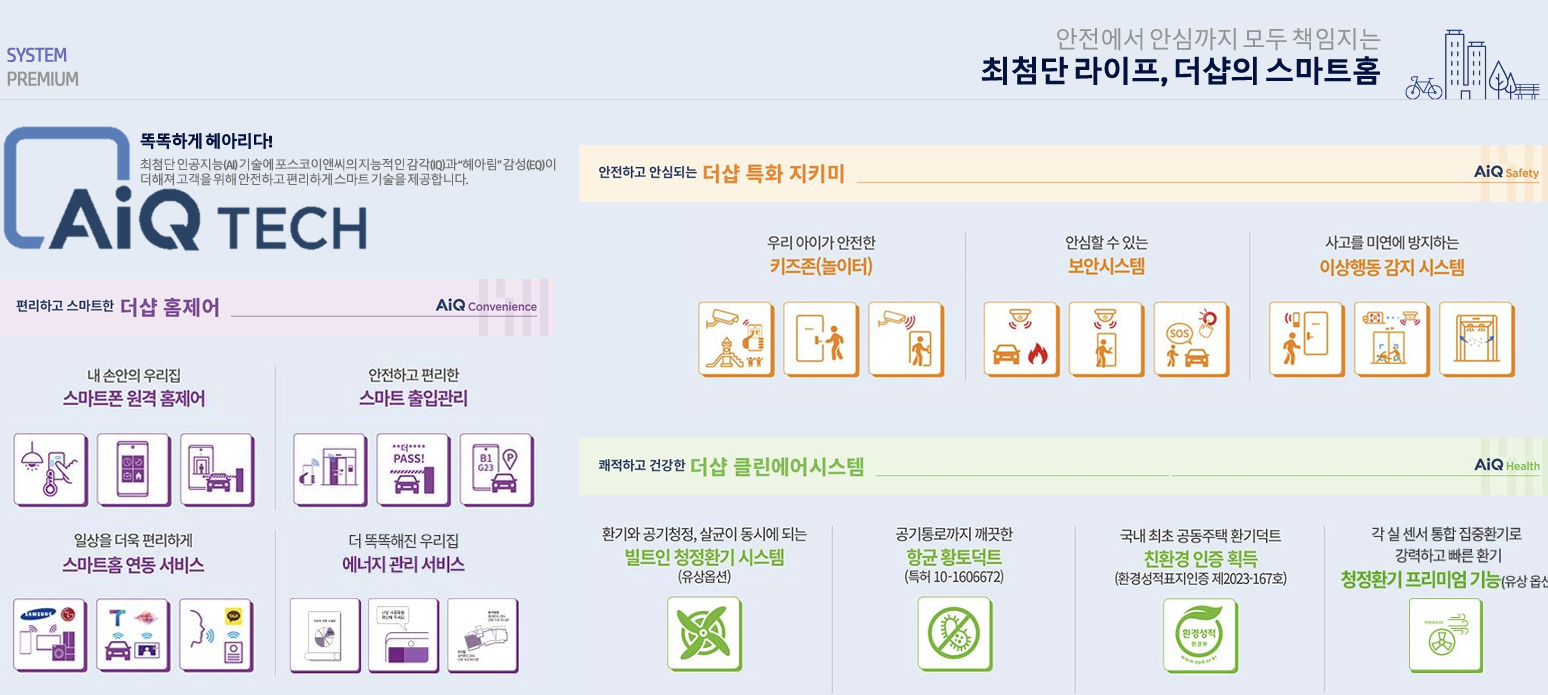 SYSTEM
PREMIUM
안전에서 안심까지 모두 책임지는
최첨단 라이프, 더샵의 스마트홈
똑똑하게 헤아리다!
최첨단 인공지능(AI) 기술에 포스코이앤씨의 지능적인 감각(IQ)과 "헤아림" 감성(EQ)이
더해져 고객을 위해 안전하고 편리하게 스마트 기술을 제공합니다.
AiQ TECH
편리하고 스마트한 더샵 홈제어
AiQ Convenience
내 손안의 우리집
스마트폰 원격 홈제어
안전하고 편리한
스마트 출입관리
**더****
PASS!
B1
G23
P
일상을 더욱 편리하게
스마트홈 연동 서비스
SAMSUNG
LG
T
TALK
더 똑똑해진 우리집
에너지 관리 서비스
안전하고 안심되는 더샵 특화 지키미
AiQ Safety
우리 아이가 안전한
키즈존(놀이터)
안심할 수 있는
보안시스템
SOS
사고를 미연에 방지하는
이상행동 감지 시스템
쾌적하고 건강한 더샵 클린에어시스템
AiQ Health
환기와 공기청정, 살균이 동시에 되는
빌트인 청정환기 시스템
(유상옵션)
공기통로까지 깨끗한
항균 황토덕트
(특허 10-1606672)
국내 최초 공동주택 환기덕트
친환경 인증 획득
(환경성적표지인증 제2023-167호)
환경성적
환경부
www.epd.or.kr
각 실 센서 통합 집중환기로
강력하고 빠른 환기
청정환기 프리미엄 기능(유상 옵션
PREMIUM